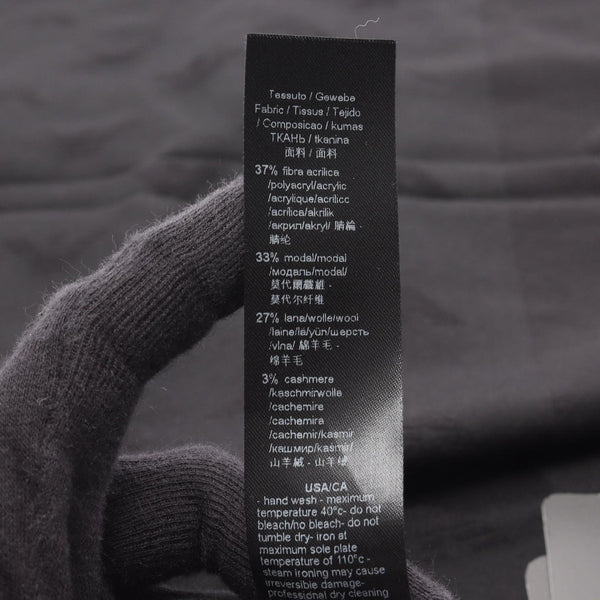 Tessuto / Gewebe
Fabric / Tissus / Tejido
/ Composicao / kumas
ТКАНЬ / tkanina
面料 / 面料
37% fibra acrilica
/polyacryl/acrylic
/acrylique/acrilico
/acrilica/akrilik
/акрил/akryl/ 腈綸 -
腈纶
33% modal/modal
/модаль/modal/
莫代爾纖維 -
莫代尔纤维
27% lana/wolle/wool
/laine/lã/yün/шерсть
/vlna/ 綿羊毛 -
绵羊毛
3% cashmere
/kaschmirwolle
/cachemire
/cachemira
/cachemir/kasmir
/кашмир/kasmir/
山羊絨 - 山羊绒
USA/CA
- hand wash - maximum
temperature 40°c- do not
bleach/no bleach- do not
tumble dry- iron at
maximum sole plate
temperature of 110°c -
steam ironing may cause
irreversible damage-
professional dry cleaning